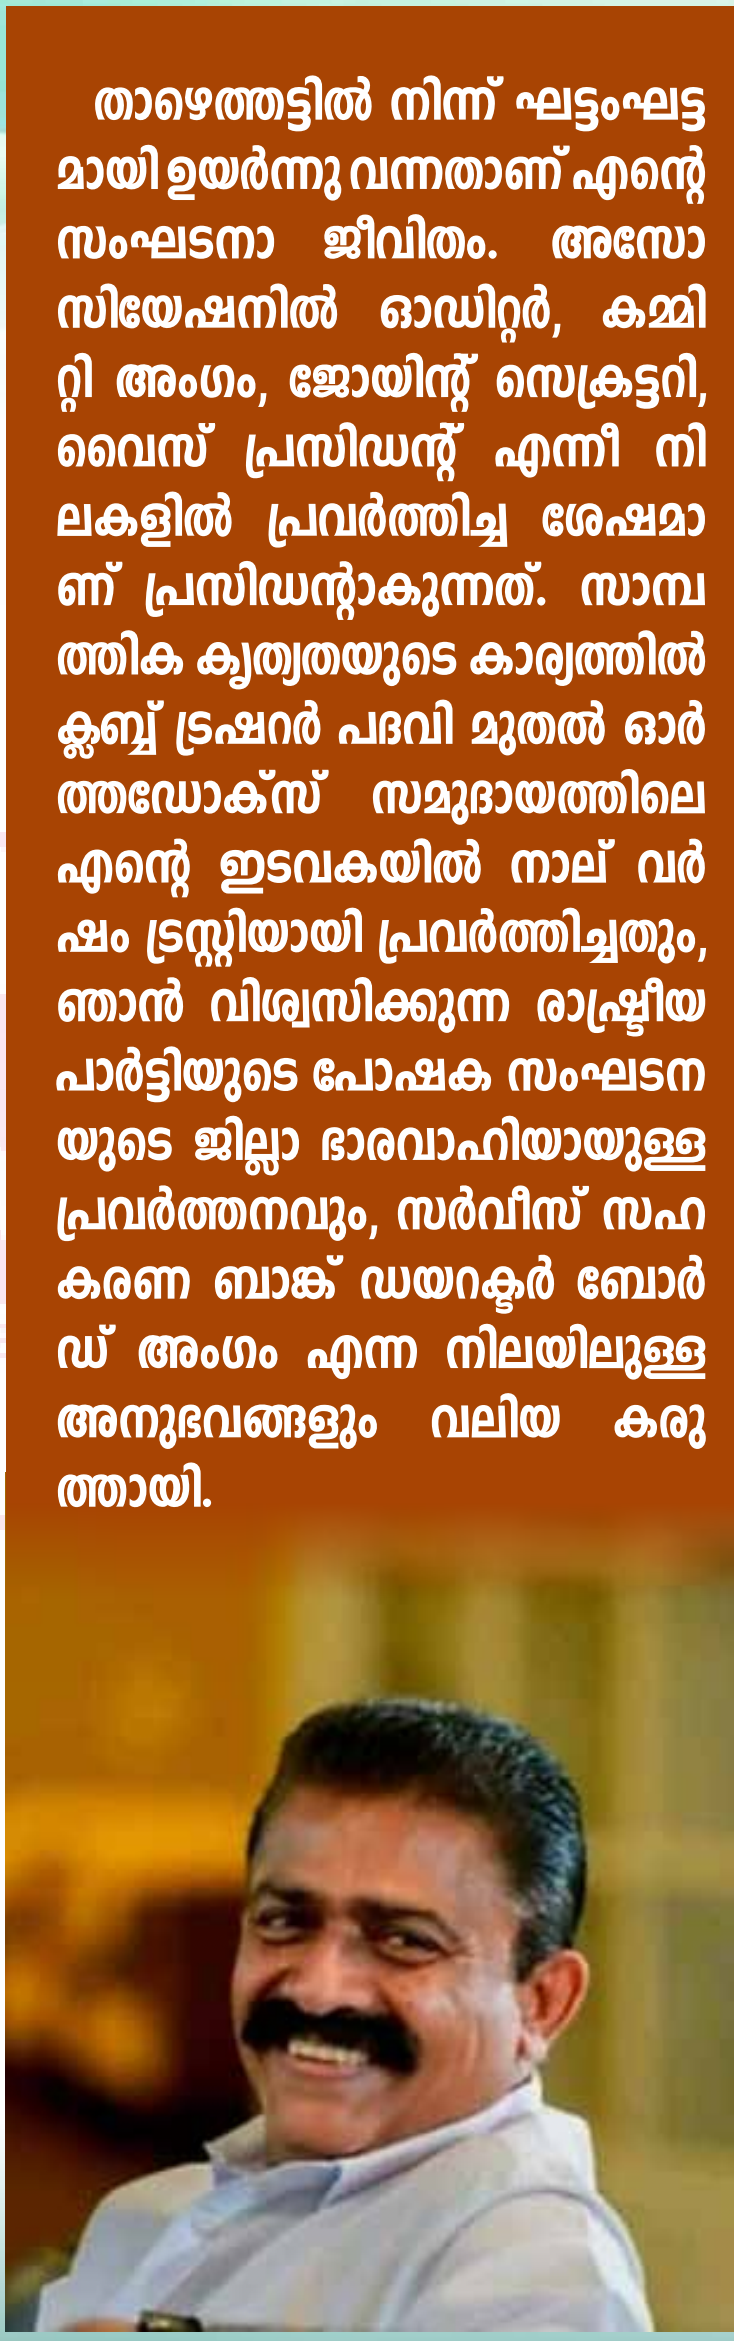 താഴെത്തട്ടിൽ നിന്ന് ഘട്ടംഘട്ട
മായി ഉയർന്നു വന്നതാണ് എന്റെ
സംഘടനാ ജീവിതം. അസോ
സിയേഷനിൽ ഓഡിറ്റർ, കമ്മി
റ്റി അംഗം, ജോയിന്റ് സെക്രട്ടറി,
വൈസ് പ്രസിഡന്റ് എന്നീ നി
ലകളിൽ പ്രവർത്തിച്ച ശേഷമാ
ണ് പ്രസിഡന്റാകുന്നത്. സാമ്പ
ത്തിക കൃത്യതയുടെ കാര്യത്തിൽ
ക്ലബ്ബ് ട്രഷറർ പദവി മുതൽ ഓർ
ത്തഡോക്സ് സമുദായത്തിലെ
എന്റെ ഇടവകയിൽ നാല് വർ
ഷം ട്രസ്റ്റിയായി പ്രവർത്തിച്ചതും,
ഞാൻ വിശ്വസിക്കുന്ന രാഷ്ട്രീയ
പാർട്ടിയുടെ പോഷക സംഘടന
യുടെ ജില്ലാ ഭാരവാഹിയായുള്ള
പ്രവർത്തനവും, സർവീസ് സഹ
കരണ ബാങ്ക് ഡയറക്ടർ ബോർ
ഡ് അംഗം എന്ന നിലയിലുള്ള
അനുഭവങ്ങളും വലിയ കരു
ത്തായി.